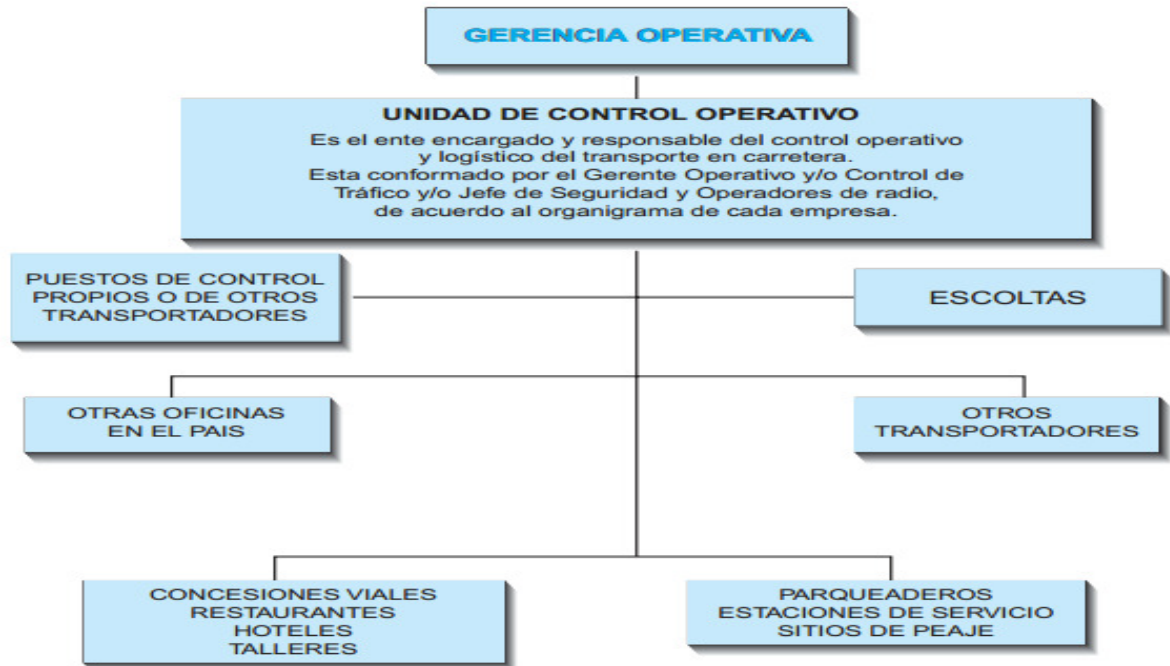 GERENCIA OPERATIVA
UNIDAD DE CONTROL OPERATIVO
Es el ente encargado y responsable del control operativo
y logístico del transporte en carretera.
Esta conformado por el Gerente Operativo y/o Control de
Tráfico y/o Jefe de Seguridad y Operadores de radio,
de acuerdo al organigrama de cada empresa.
PUESTOS DE CONTROL
PROPIOS O DE OTROS
TRANSPORTADORES
ESCOLTAS
OTRAS OFICINAS
EN EL PAIS
OTROS
TRANSPORTADORES
CONCESIONES VIALES
RESTAURANTES
HOTELES
TALLERES
PARQUEADEROS
ESTACIONES DE SERVICIO
SITIOS DE PEAJE